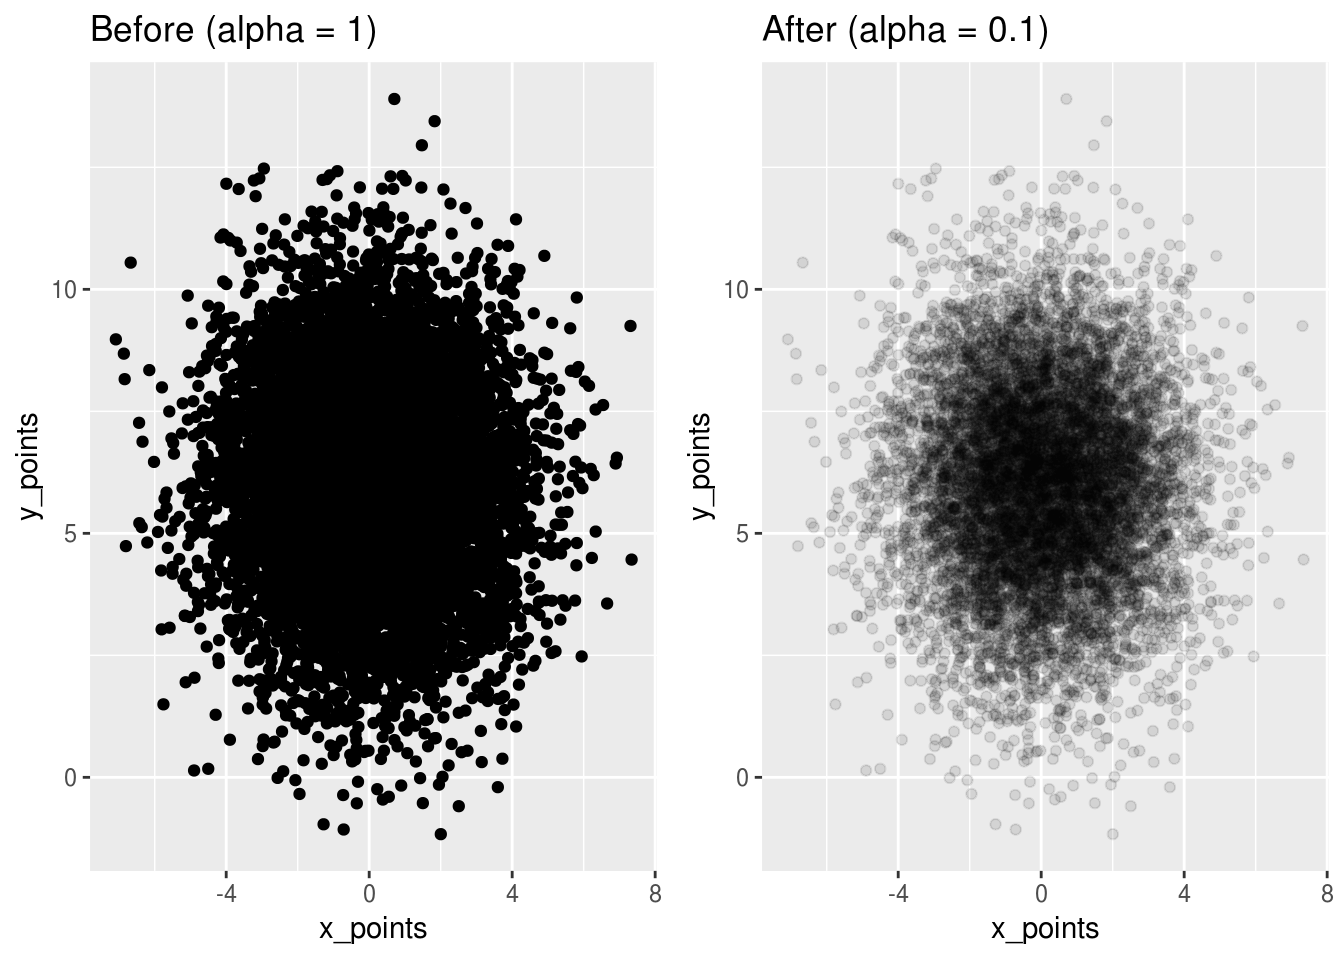 Before (alpha = 1)
10
5
0
y_points
-4 0 4 8
x_points
After (alpha = 0.1)
10
5
0
y_points
-4 0 4 8
x_points